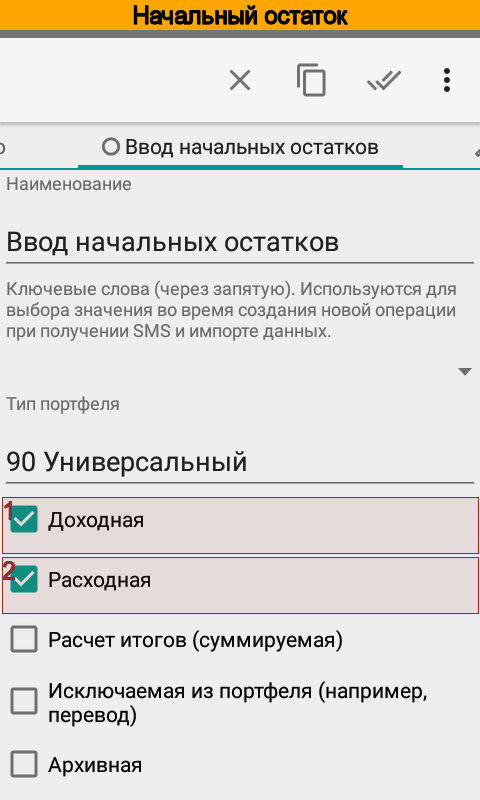 Начальный остаток
о
Ввод начальных остатков
Наименование
Ввод начальных остатков
Ключевые слова (через запятую). Используются для
выбора значения во время создания новой операции
при получении SMS и импорте данных.
Тип портфеля
90 Универсальный
1
Доходная
2
Расходная
Расчет итогов (суммируемая)
Исключаемая из портфеля (например,
перевод)
Архивная